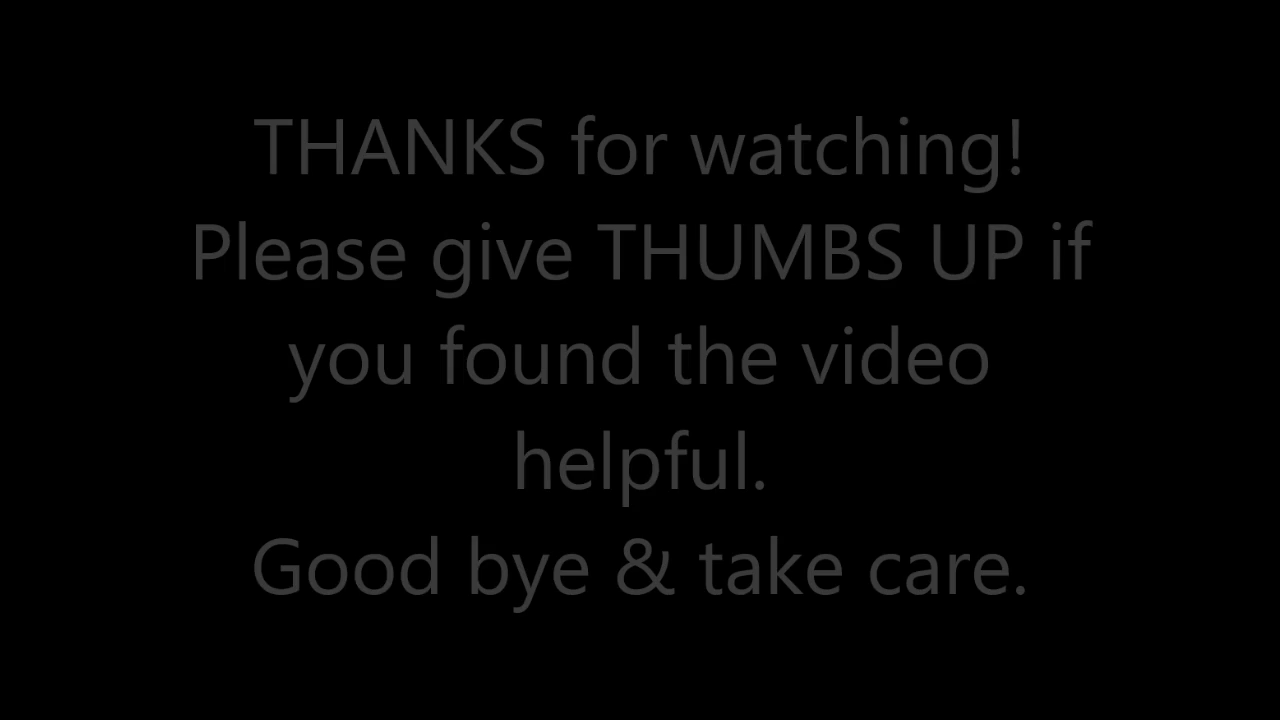 THANKS for watching!
Please give THUMBS UP if
you found the video
helpful.
Good bye & take care.